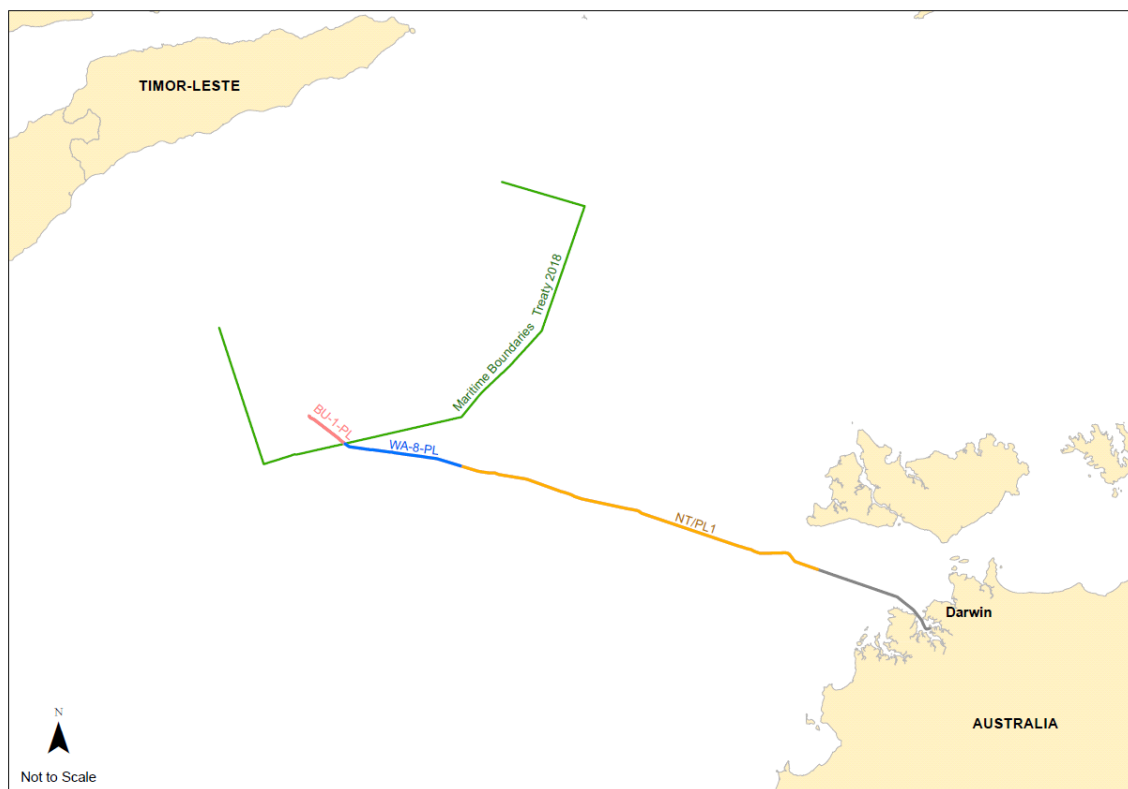 TIMOR-LESTE
Maritime Boundaries Treaty 2018
BU-1-PL
WA-8-PL
NT/PL1
Darwin
AUSTRALIA
N
Not to Scale